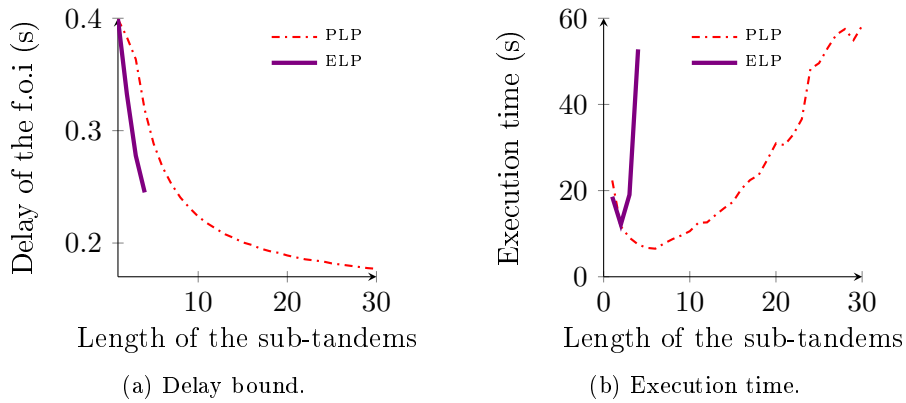 Delay of the f.o.i (s)
0.4
0.3
0.2
10
20
30
Length of the sub-tandems
PLP
ELP
(a) Delay bound.
Execution time (s)
60
40
20
0
0
10
20
30
Length of the sub-tandems
PLP
ELP
(b) Execution time.